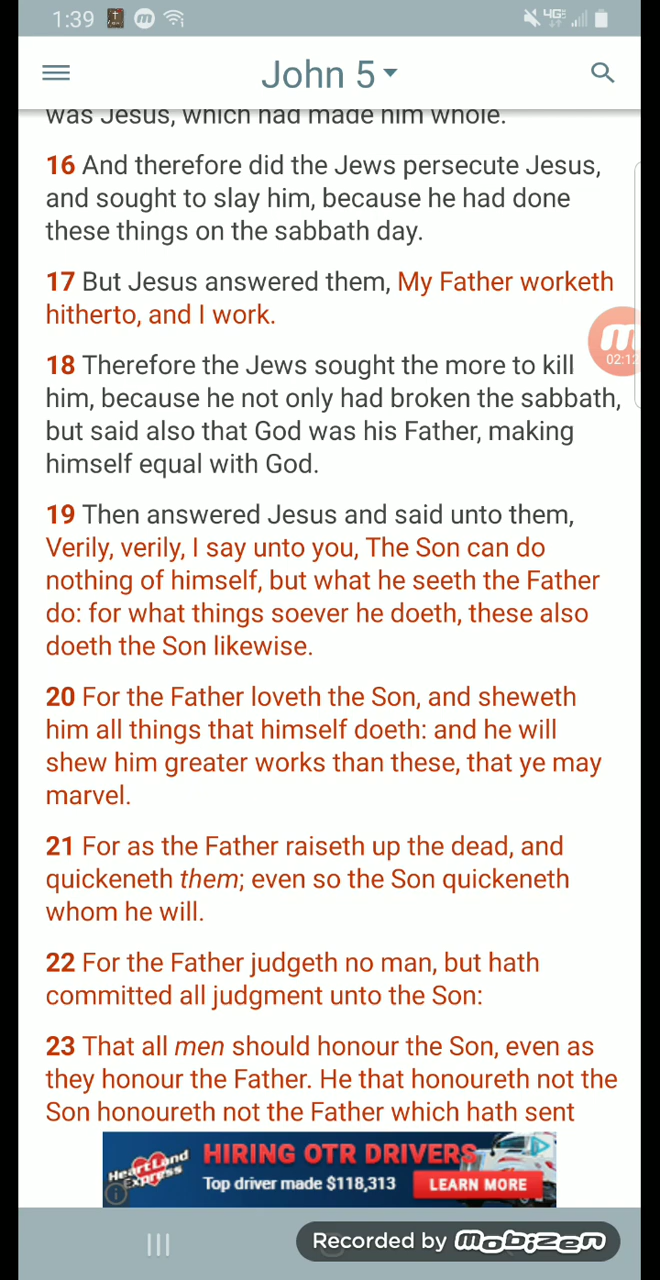 1:39
4GE
John 5
was Jesus, which had made him whole.
16 And therefore did the Jews persecute Jesus,
and sought to slay him, because he had done
these things on the sabbath day.
17 But Jesus answered them, My Father worketh
hitherto, and I work.
02:12
18 Therefore the Jews sought the more to kill
him, because he not only had broken the sabbath,
but said also that God was his Father, making
himself equal with God.
19 Then answered Jesus and said unto them,
Verily, verily, I say unto you, The Son can do
nothing of himself, but what he seeth the Father
do: for what things soever he doeth, these also
doeth the Son likewise.
20 For the Father loveth the Son, and sheweth
him all things that himself doeth: and he will
shew him greater works than these, that ye may
marvel.
21 For as the Father raiseth up the dead, and
quickeneth them; even so the Son quickeneth
whom he will.
22 For the Father judgeth no man, but hath
committed all judgment unto the Son:
23 That all men should honour the Son, even as
they honour the Father. He that honoureth not the
Son honoureth not the Father which hath sent
HeartLand
Express
HIRING OTR DRIVERS
Top driver made $118,313
LEARN MORE
Recorded by mobizen